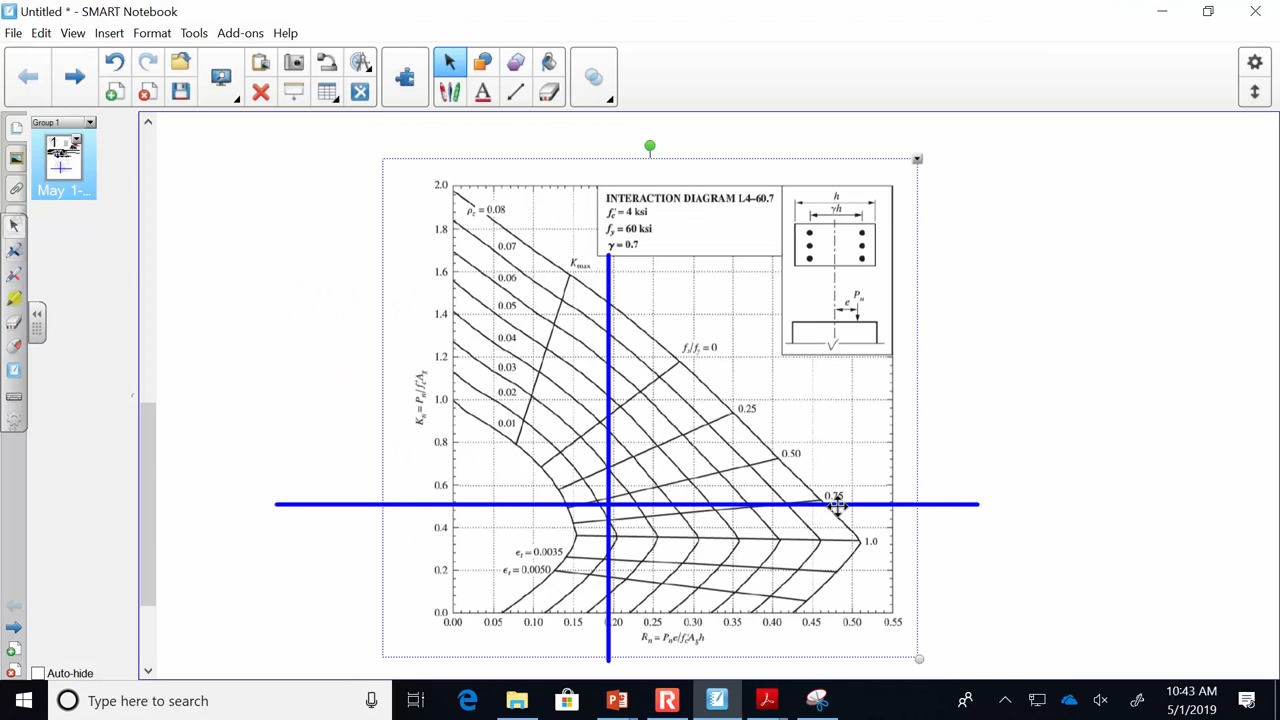 Untitled * - SMART Notebook
File Edit View Insert Format Tools Add-ons Help
Group 1
1
May 1-...
INTERACTION DIAGRAM L4–60.7
f′c = 4 ksi
fy = 60 ksi
γ = 0.7
h
γh
Pn
e
ρz = 0.08
0.07
0.06
0.05
0.04
0.03
0.02
0.01
Kmax
fs/fy = 0
0.25
0.50
0.75
1.0
ϵt = 0.0035
ϵt = 0.0050
2.0
1.8
1.6
1.4
1.2
1.0
0.8
0.6
0.4
0.2
0.0
Kn = Pn/f′cAg
0.00 0.05 0.10 0.15 0.20 0.25 0.30 0.35 0.40 0.45 0.50 0.55
Rn = Pne/f′cAgh
Auto-hide
Type here to search
10:43 AM
5/1/2019